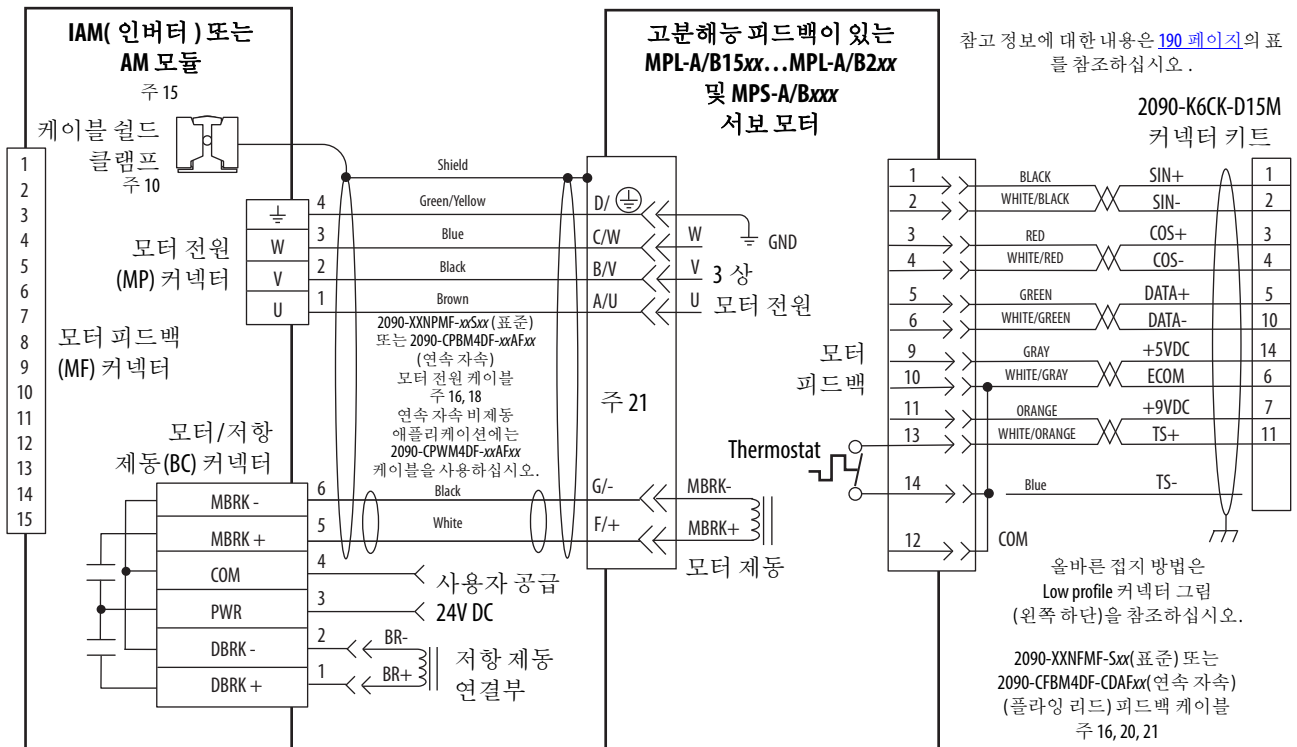 IAM( 인버터 ) 또는
AM 모듈
주 15
케이블 쉴드
클램프
주 10
1
2
3
4
5
6
7
8
9
10
11
12
13
14
15
모터 피드백
(MF) 커넥터
모터 전원
(MP) 커넥터
W
V
U
4
3
2
1
Shield
Green/Yellow
Blue
Black
Brown
D/
C/W
B/V
A/U
W
V
U
GND
3 상
모터 전원
2090-XXNPMF-xxSxx (표준)
또는 2090-CPBM4DF-xxAFxx
(연속 자속)
모터 전원 케이블
주 16, 18
연속 자속 비제동
애플리케이션에는
2090-CPWM4DF-xxAFxx
케이블을 사용하십시오.
주 21
모터/저항
제동(BC) 커넥터
MBRK -
MBRK +
COM
PWR
DBRK -
DBRK +
6
5
4
3
2
1
Black
White
G/-
F/+
MBRK-
MBRK+
모터 제동
사용자 공급
24V DC
BR-
BR+
저항 제동
연결부
고분해능 피드백이 있는
MPL-A/B15xx…MPL-A/B2xx
및 MPS-A/Bxxx
서보 모터
모터
피드백
Thermostat
1
2
3
4
5
6
9
10
11
13
14
12
COM
참고 정보에 대한 내용은 190 페이지의 표
를 참조하십시오 .
2090-K6CK-D15M
커넥터 키트
BLACK SIN+ 1
WHITE/BLACK SIN- 2
RED COS+ 3
WHITE/RED COS- 4
GREEN DATA+ 5
WHITE/GREEN DATA- 10
GRAY +5VDC 14
WHITE/GRAY ECOM 6
ORANGE +9VDC 7
WHITE/ORANGE TS+ 11
Blue TS-
올바른 접지 방법은
Low profile 커넥터 그림
(왼쪽 하단)을 참조하십시오.
2090-XXNFMF-Sxx(표준) 또는
2090-CFBM4DF-CDAFxx(연속 자속)
(플라잉 리드) 피드백 케이블
주 16, 20, 21